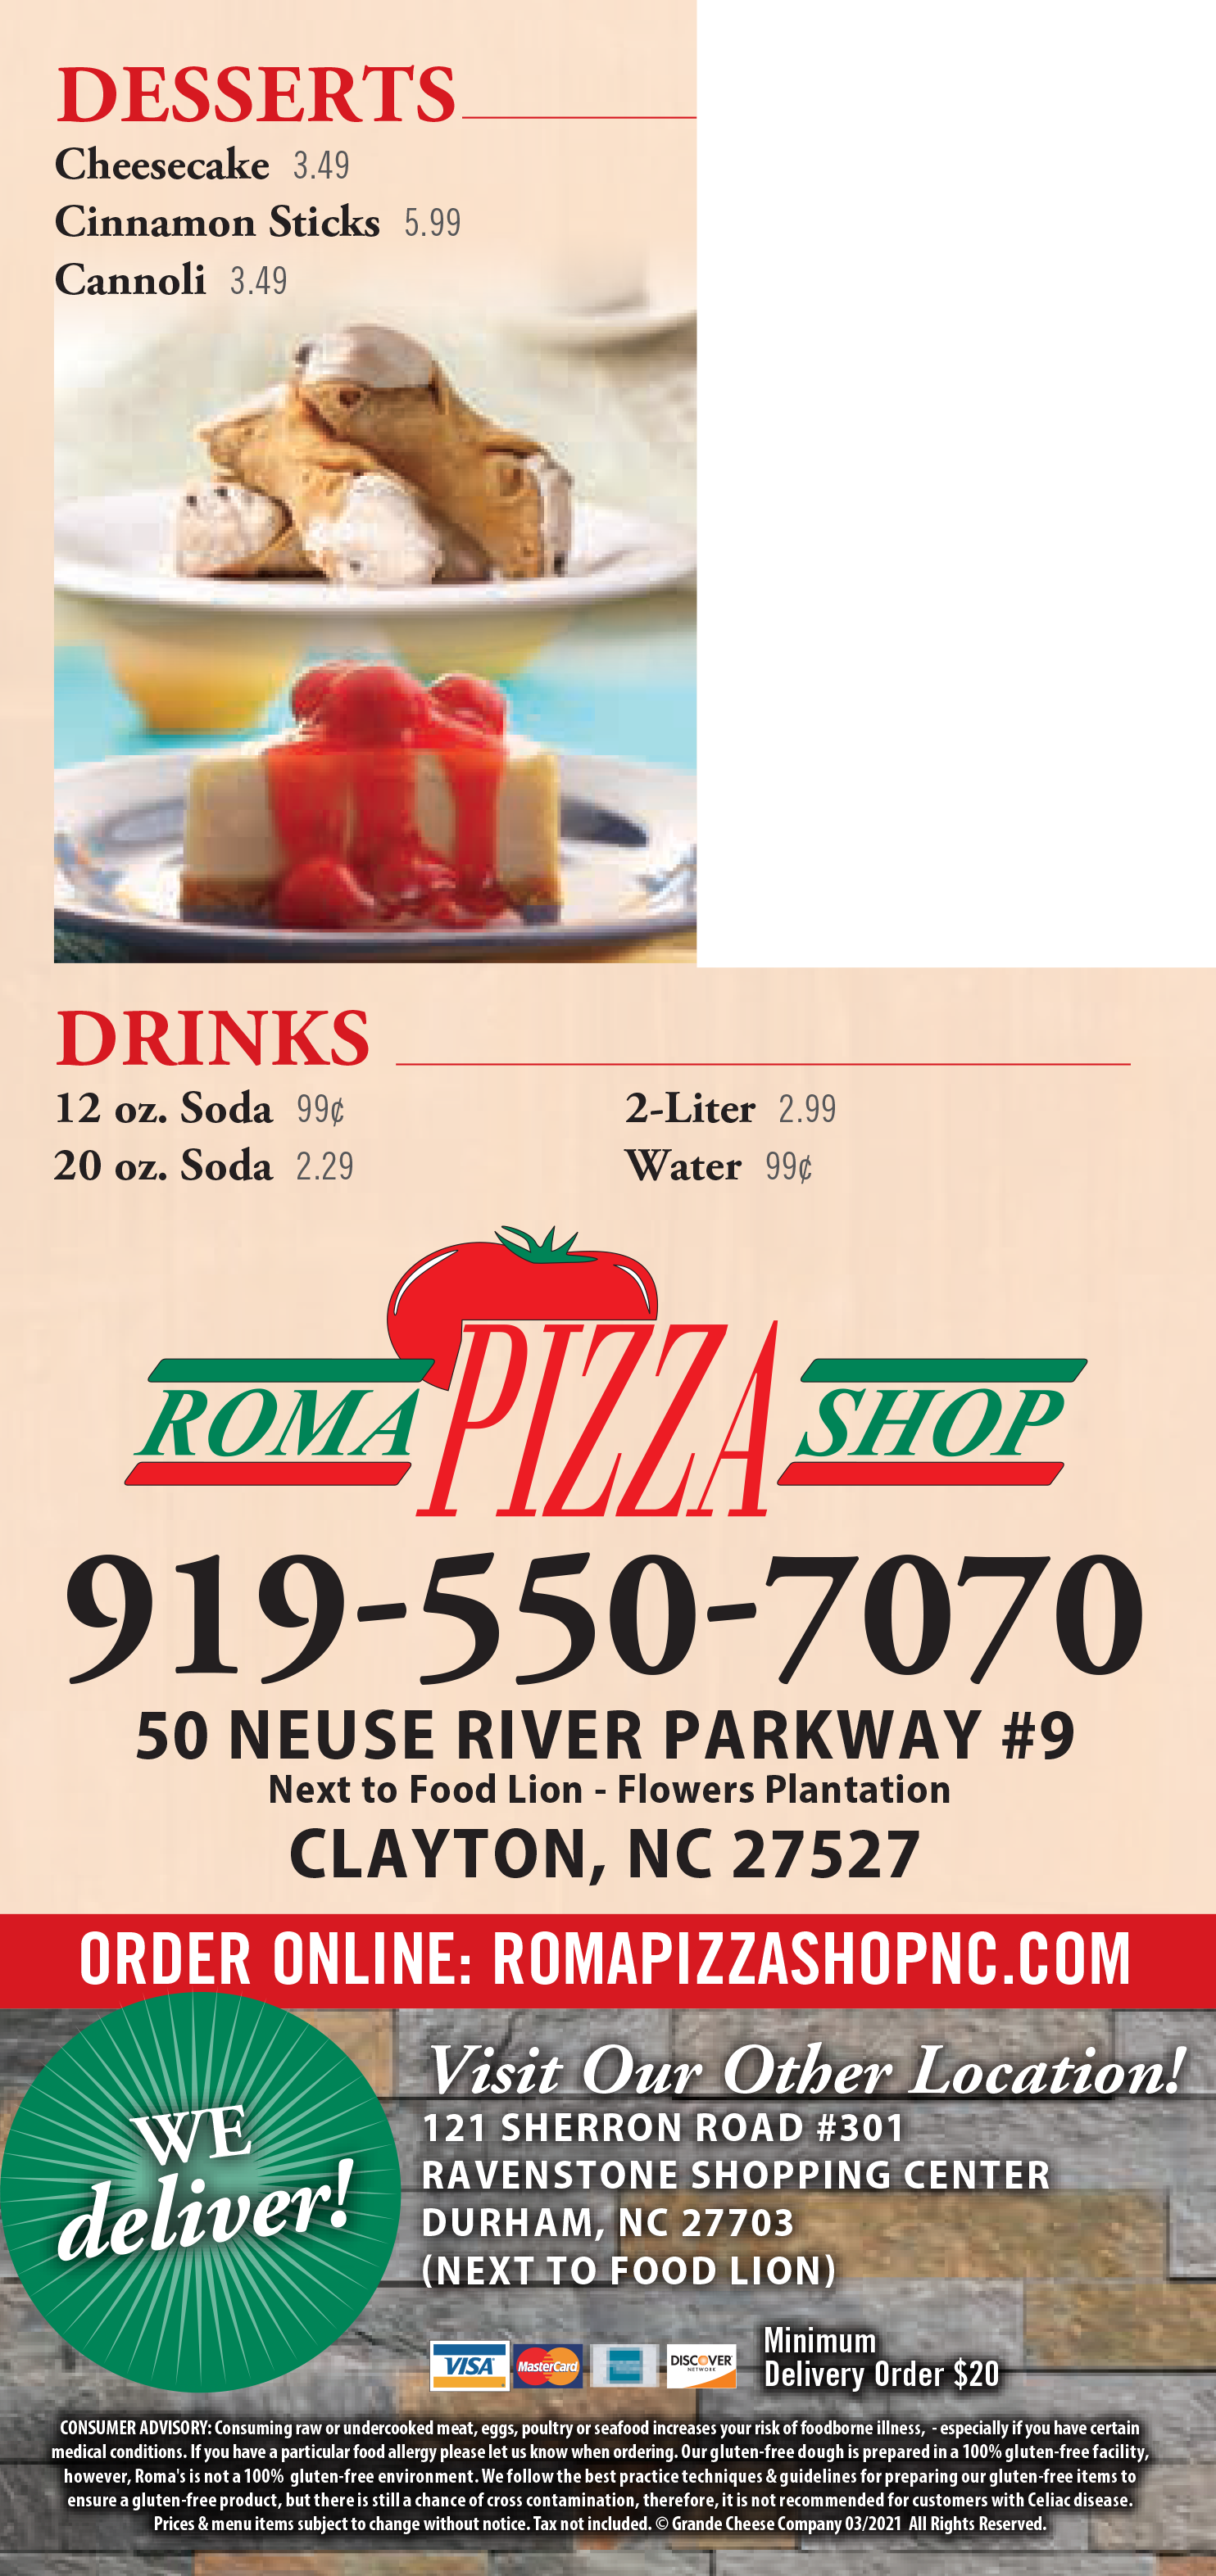 DESSERTS
Cheesecake 3.49
Cinnamon Sticks 5.99
Cannoli 3.49
DRINKS
12 oz. Soda 99¢
20 oz. Soda 2.29
2-Liter 2.99
Water 99¢
ROMA PIZZA SHOP
919-550-7070
50 NEUSE RIVER PARKWAY #9
Next to Food Lion - Flowers Plantation
CLAYTON, NC 27527
ORDER ONLINE: ROMAPIZZASHOPNC.COM
WE
deliver!
Visit Our Other Location!
121 SHERRON ROAD #301
RAVENSTONE SHOPPING CENTER
DURHAM, NC 27703
(NEXT TO FOOD LION)
VISA MasterCard DISCOVER
NETWORK
Minimum
Delivery Order $20
CONSUMER ADVISORY: Consuming raw or undercooked meat, eggs, poultry or seafood increases your risk of foodborne illness, - especially if you have certain
medical conditions. If you have a particular food allergy please let us know when ordering. Our gluten-free dough is prepared in a 100% gluten-free facility,
however, Roma's is not a 100% gluten-free environment. We follow the best practice techniques & guidelines for preparing our gluten-free items to
ensure a gluten-free product, but there is still a chance of cross contamination, therefore, it is not recommended for customers with Celiac disease.
Prices & menu items subject to change without notice. Tax not included. © Grande Cheese Company 03/2021 All Rights Reserved.